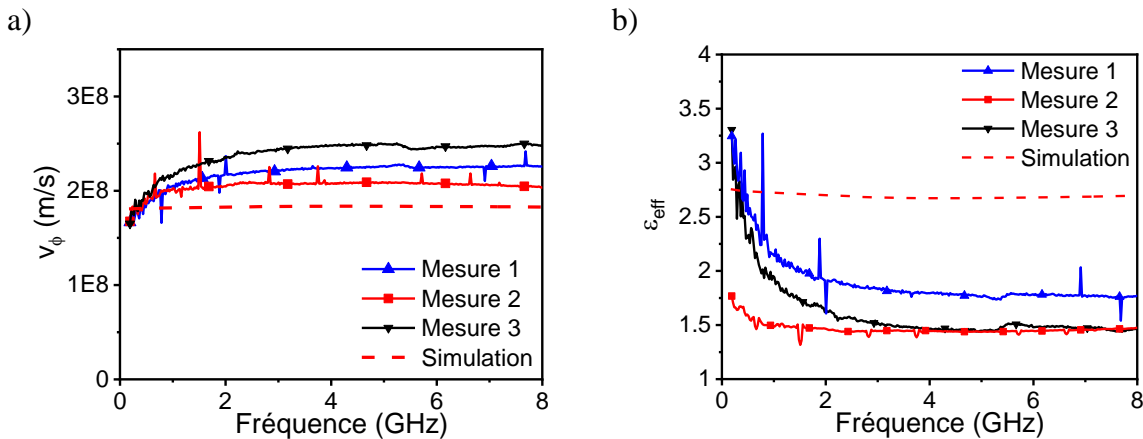 a)
3E8
2E8
1E8
0
v_ϕ (m/s)
0 2 4 6 8
Fréquence (GHz)
Mesure 1
Mesure 2
Mesure 3
Simulation
b)
4
3.5
3
2.5
2
1.5
1
ε_eff
0 2 4 6 8
Fréquence (GHz)
Mesure 1
Mesure 2
Mesure 3
Simulation